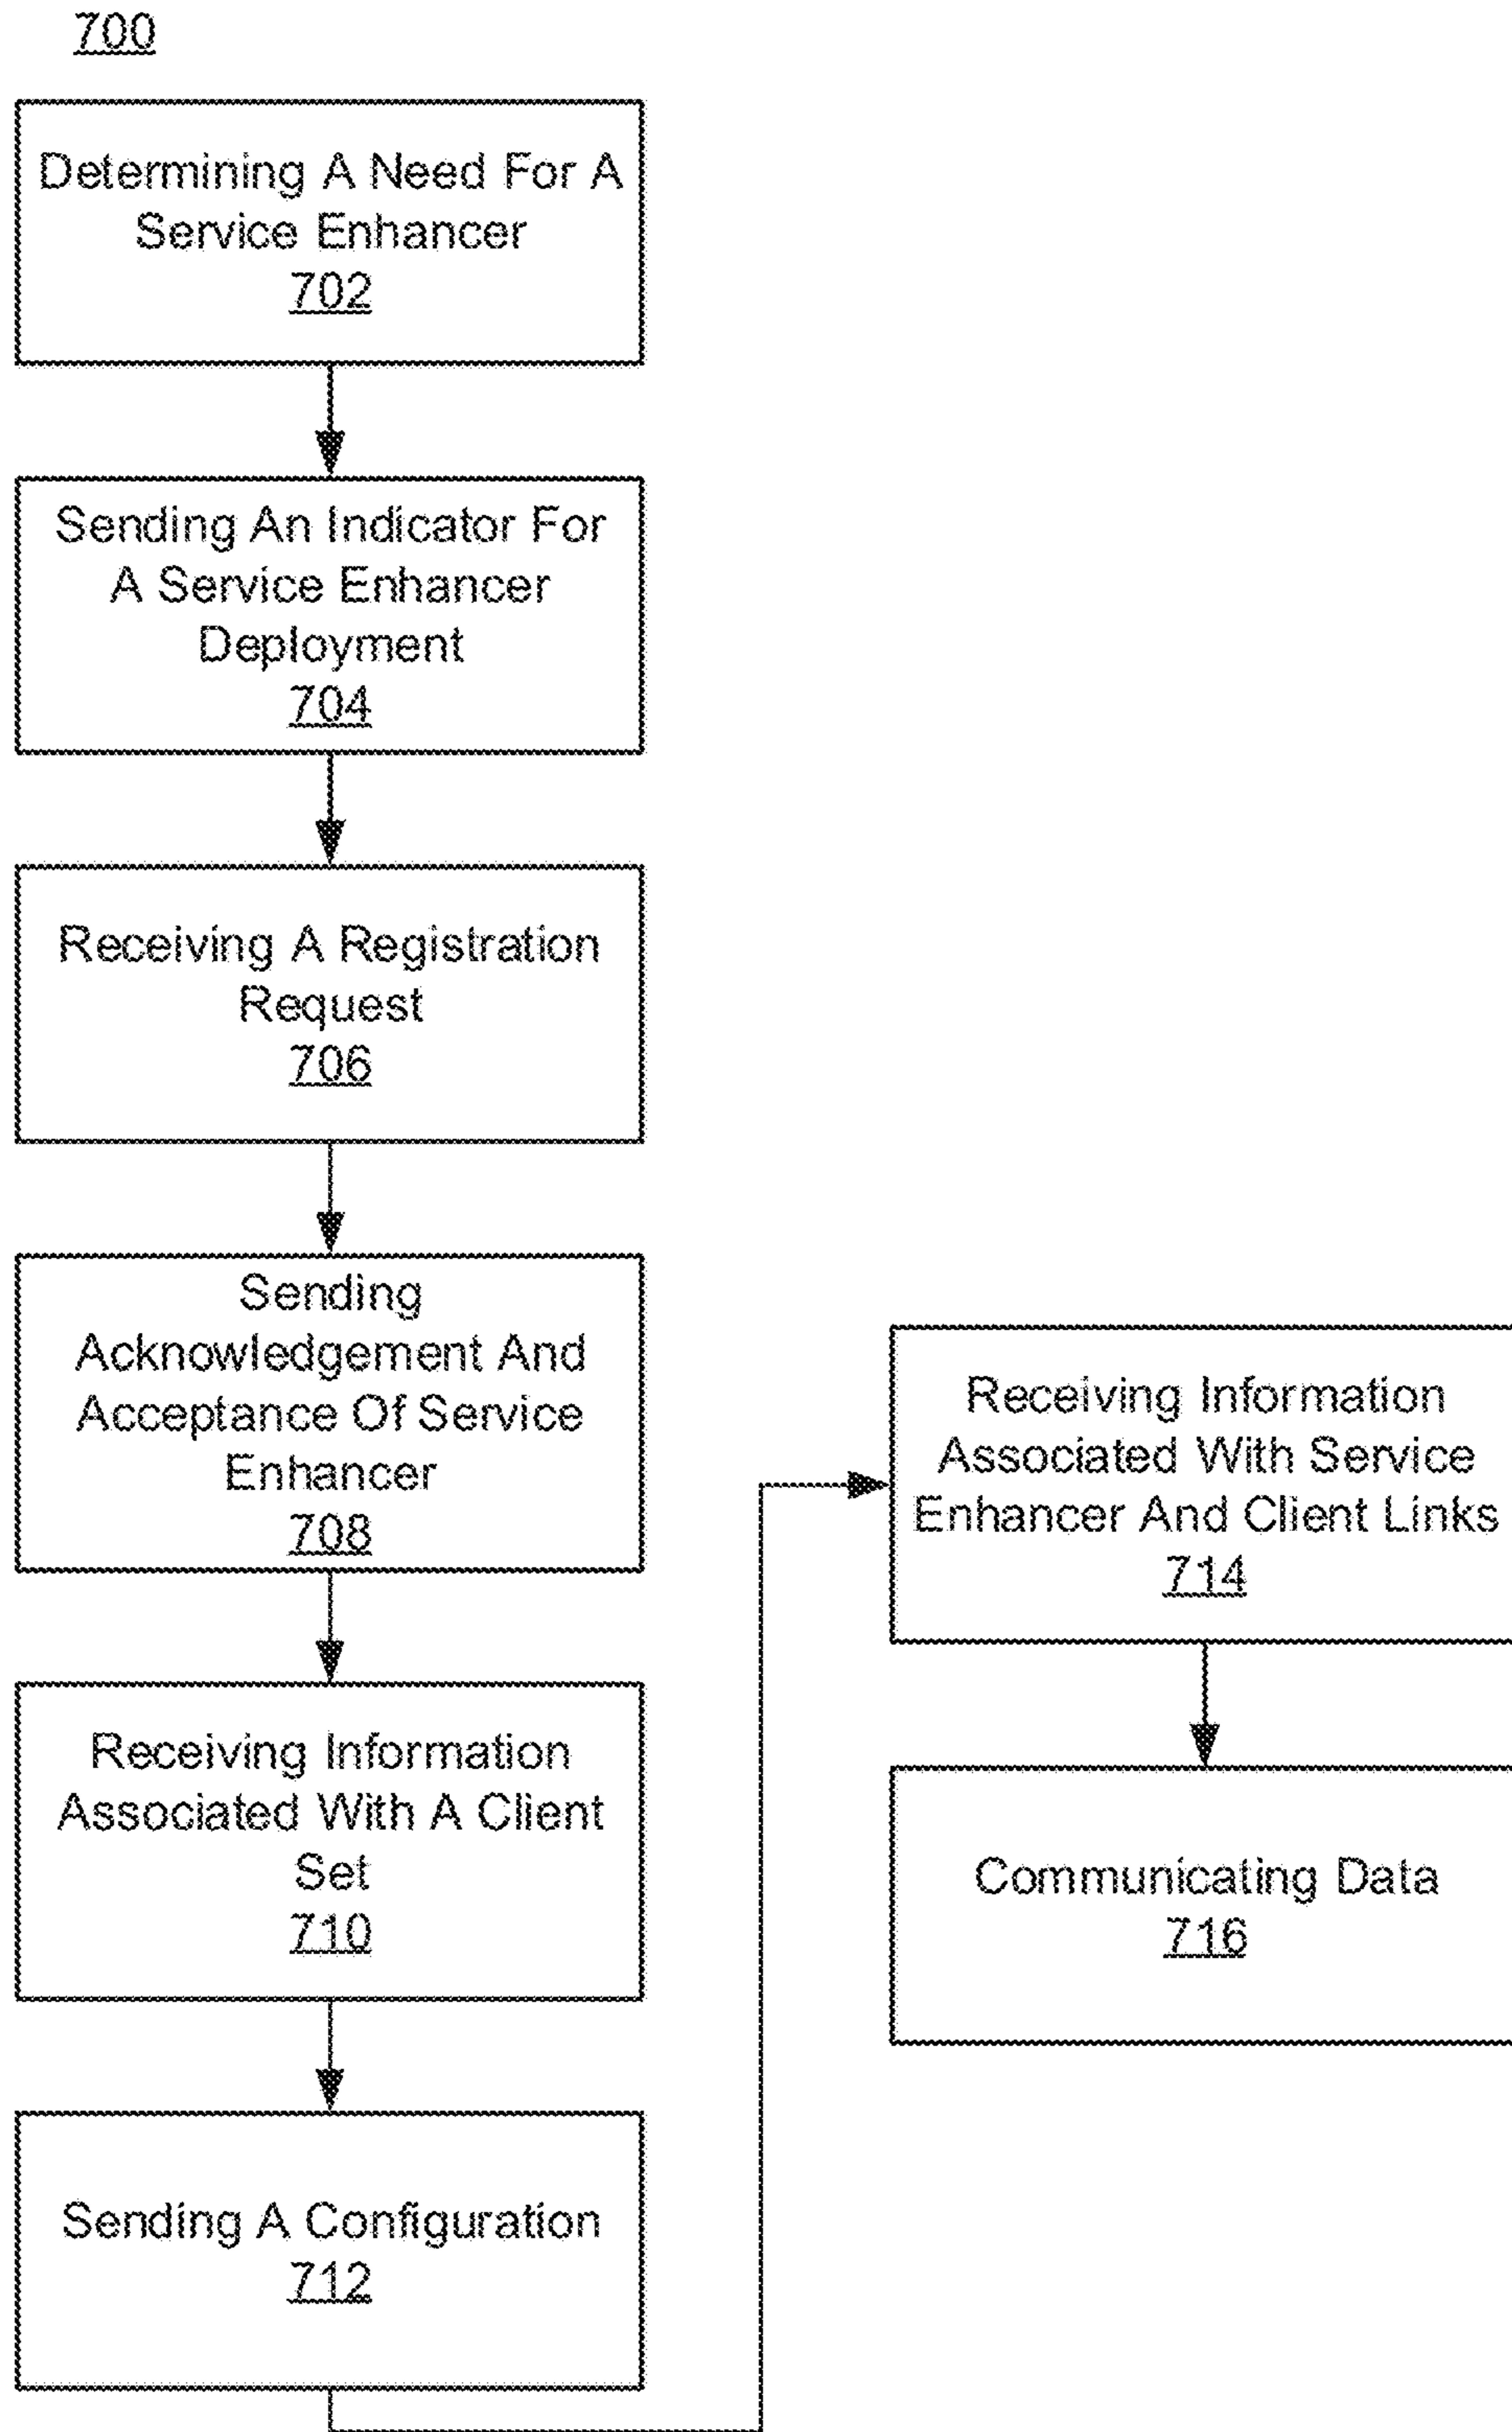 700
Determining A Need For A
Service Enhancer
702
Sending An Indicator For
A Service Enhancer
Deployment
704
Receiving A Registration
Request
706
Sending
Acknowledgement And
Acceptance Of Service
Enhancer
708
Receiving Information
Associated With A Client
Set
710
Sending A Configuration
712
Receiving Information
Associated With Service
Enhancer And Client Links
714
Communicating Data
716